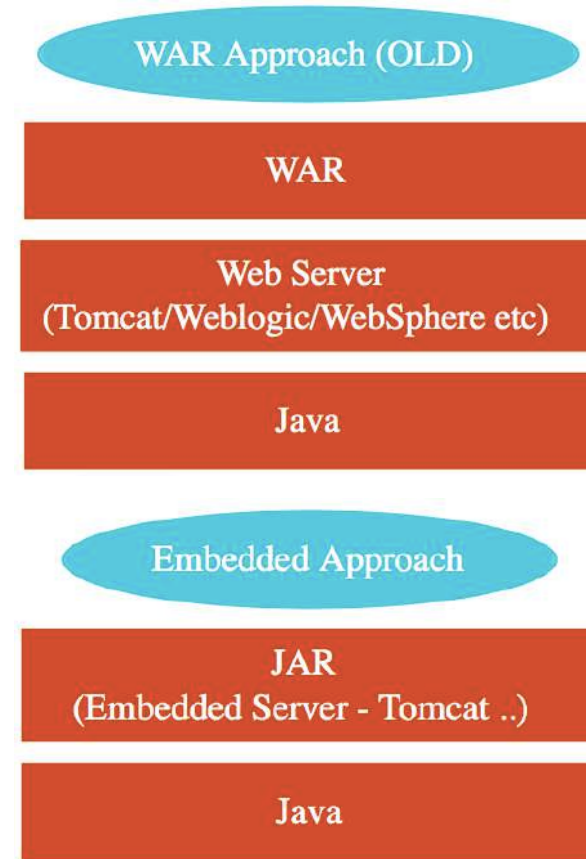 WAR Approach (OLD)
WAR
Web Server
(Tomcat/Weblogic/WebSphere etc)
Java
Embedded Approach
JAR
(Embedded Server - Tomcat ..)
Java